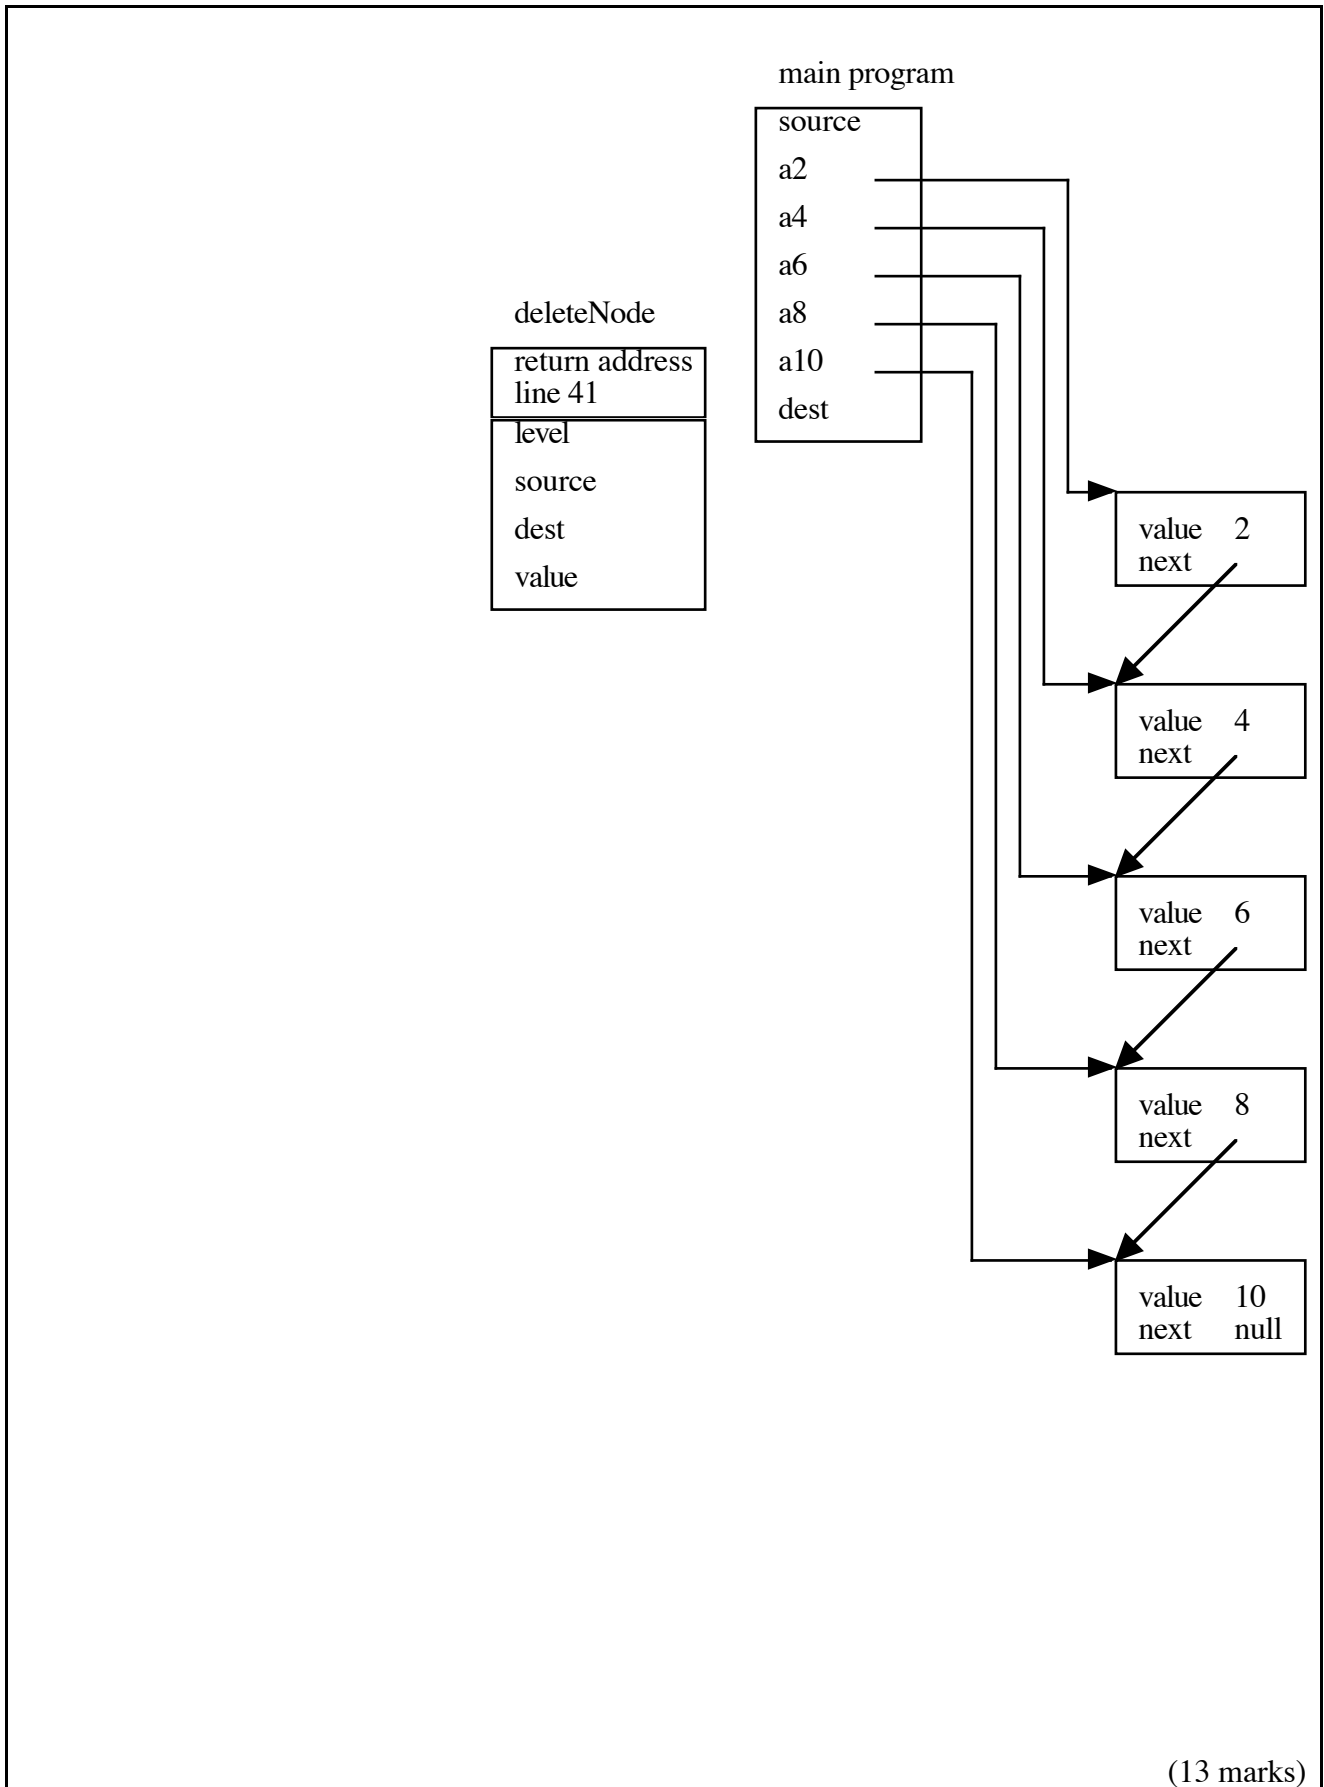 main program
source
a2
a4
a6
a8
a10
dest
deleteNode
return address
line 41
level
source
dest
value
value 2
next
value 4
next
value 6
next
value 8
next
value 10
next null
(13 marks)